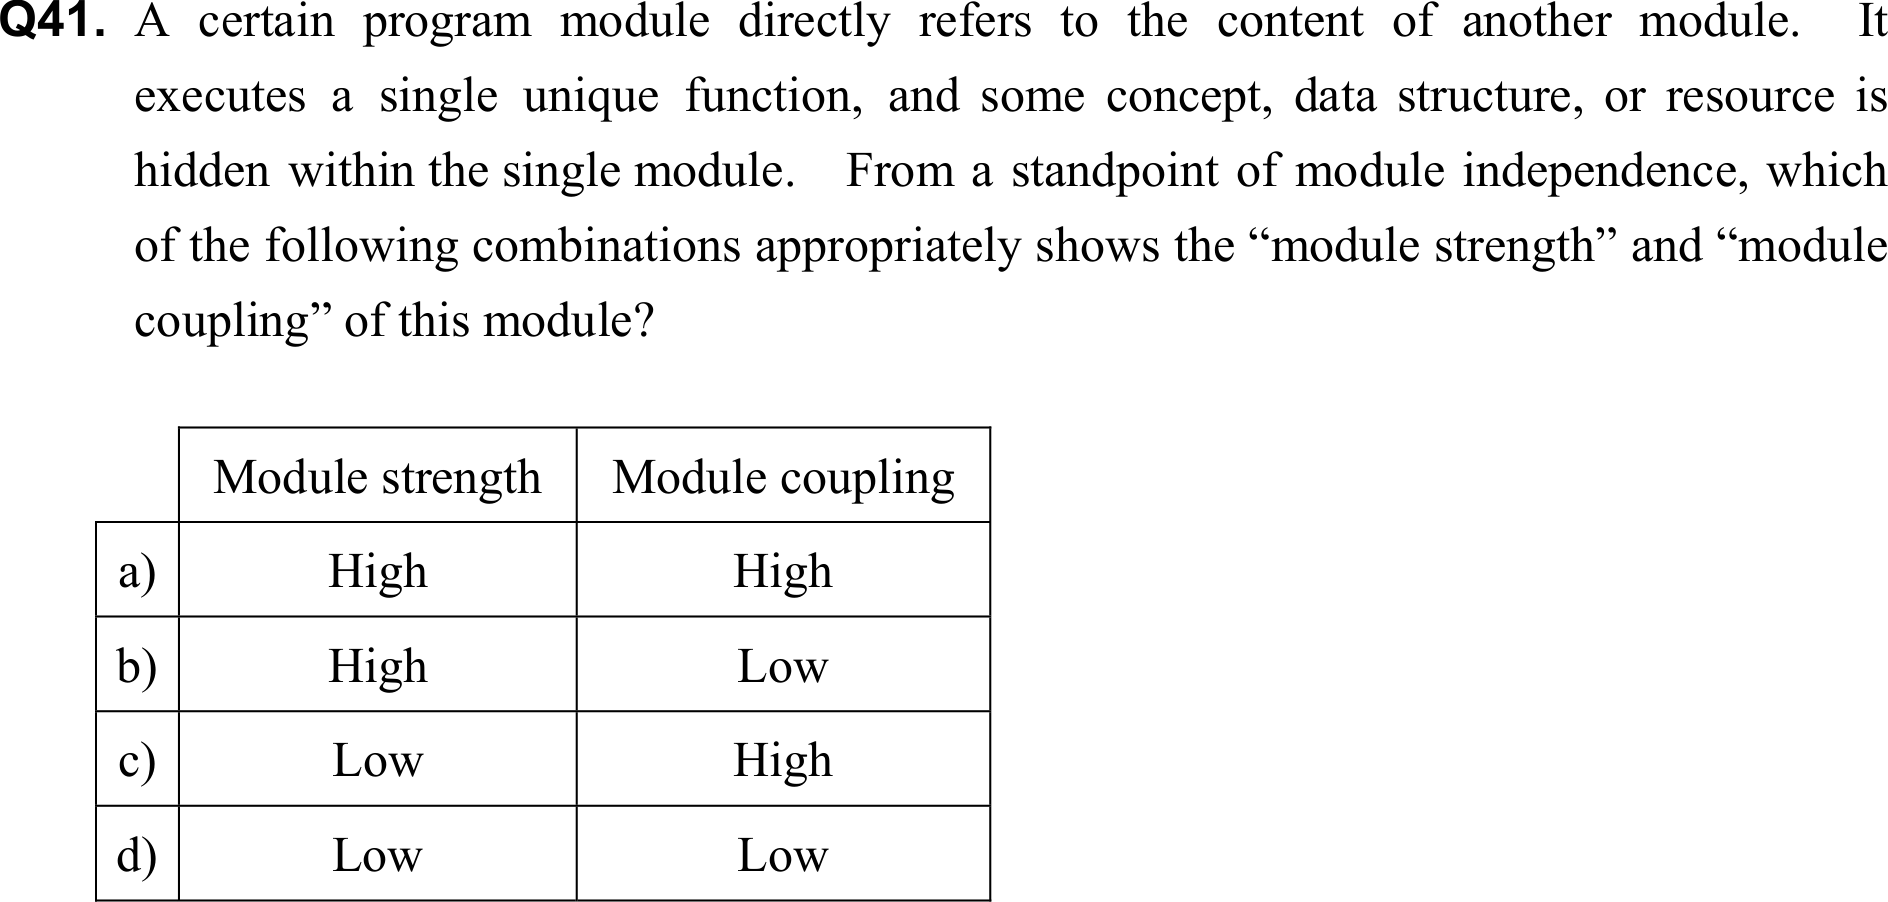 Q41. A certain program module directly refers to the content of another module. It
executes a single unique function, and some concept, data structure, or resource is
hidden within the single module. From a standpoint of module independence, which
of the following combinations appropriately shows the “module strength” and “module
coupling” of this module?
Module strength Module coupling
a) High High
b) High Low
c) Low High
d) Low Low